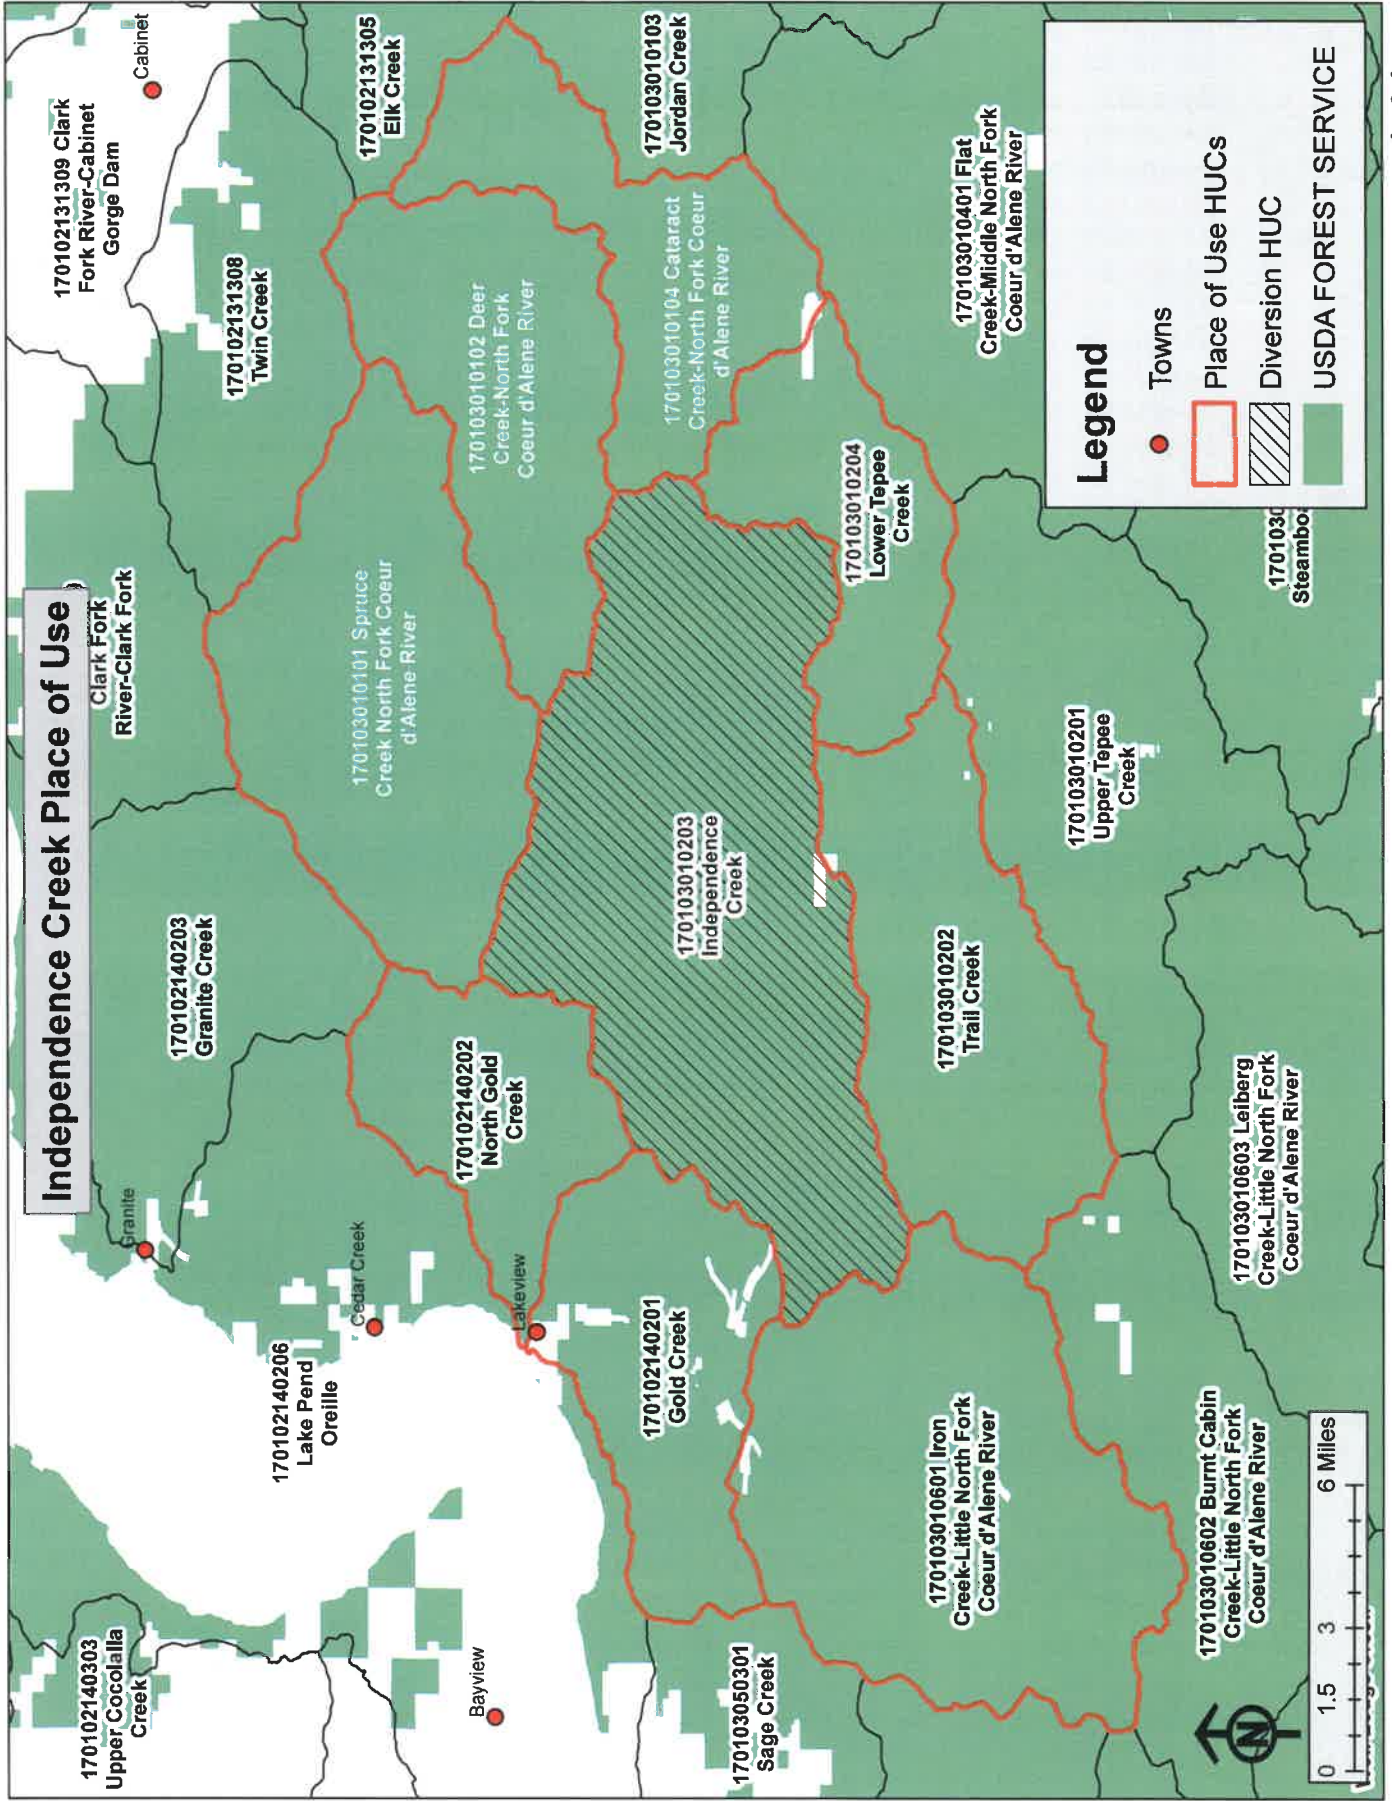 Independence Creek Place of Use
170102140303
Upper Cocolalla
Creek
Granite
170102140203
Granite Creek
Clark Fork
River-Clark Fork
170102131308
Twin Creek
170102131309 Clark
Fork River-Cabinet
Gorge Dam
Cabinet
170102140206
Lake Pend
Oreille
Cedar Creek
170103010101 Spruce
Creek North Fork Coeur
d'Alene River
170102131305
Elk Creek
Bayview
Lakeview
170102140202
North Gold
Creek
170103010102 Deer
Creek-North Fork
Coeur d'Alene River
170102140201
Gold Creek
170103010203
Independence
Creek
170103010104 Cataract
Creek-North Fork Coeur
d'Alene River
170103010103
Jordan Creek
170103050301
Sage Creek
170103010204
Lower Tepee
Creek
170103010601 Iron
Creek-Little North Fork
Coeur d'Alene River
170103010202
Trail Creek
170103010401 Flat
Creek-Middle North Fork
Coeur d'Alene River
170103010201
Upper Tepee
Creek
170103010602 Burnt Cabin
Creek-Little North Fork
Coeur d'Alene River
170103010603 Leiberg
Creek-Little North Fork
Coeur d'Alene River
1701030
Steamboa
Legend
Towns
Place of Use HUCs
Diversion HUC
USDA FOREST SERVICE
N
0 1.5 3 6 Miles